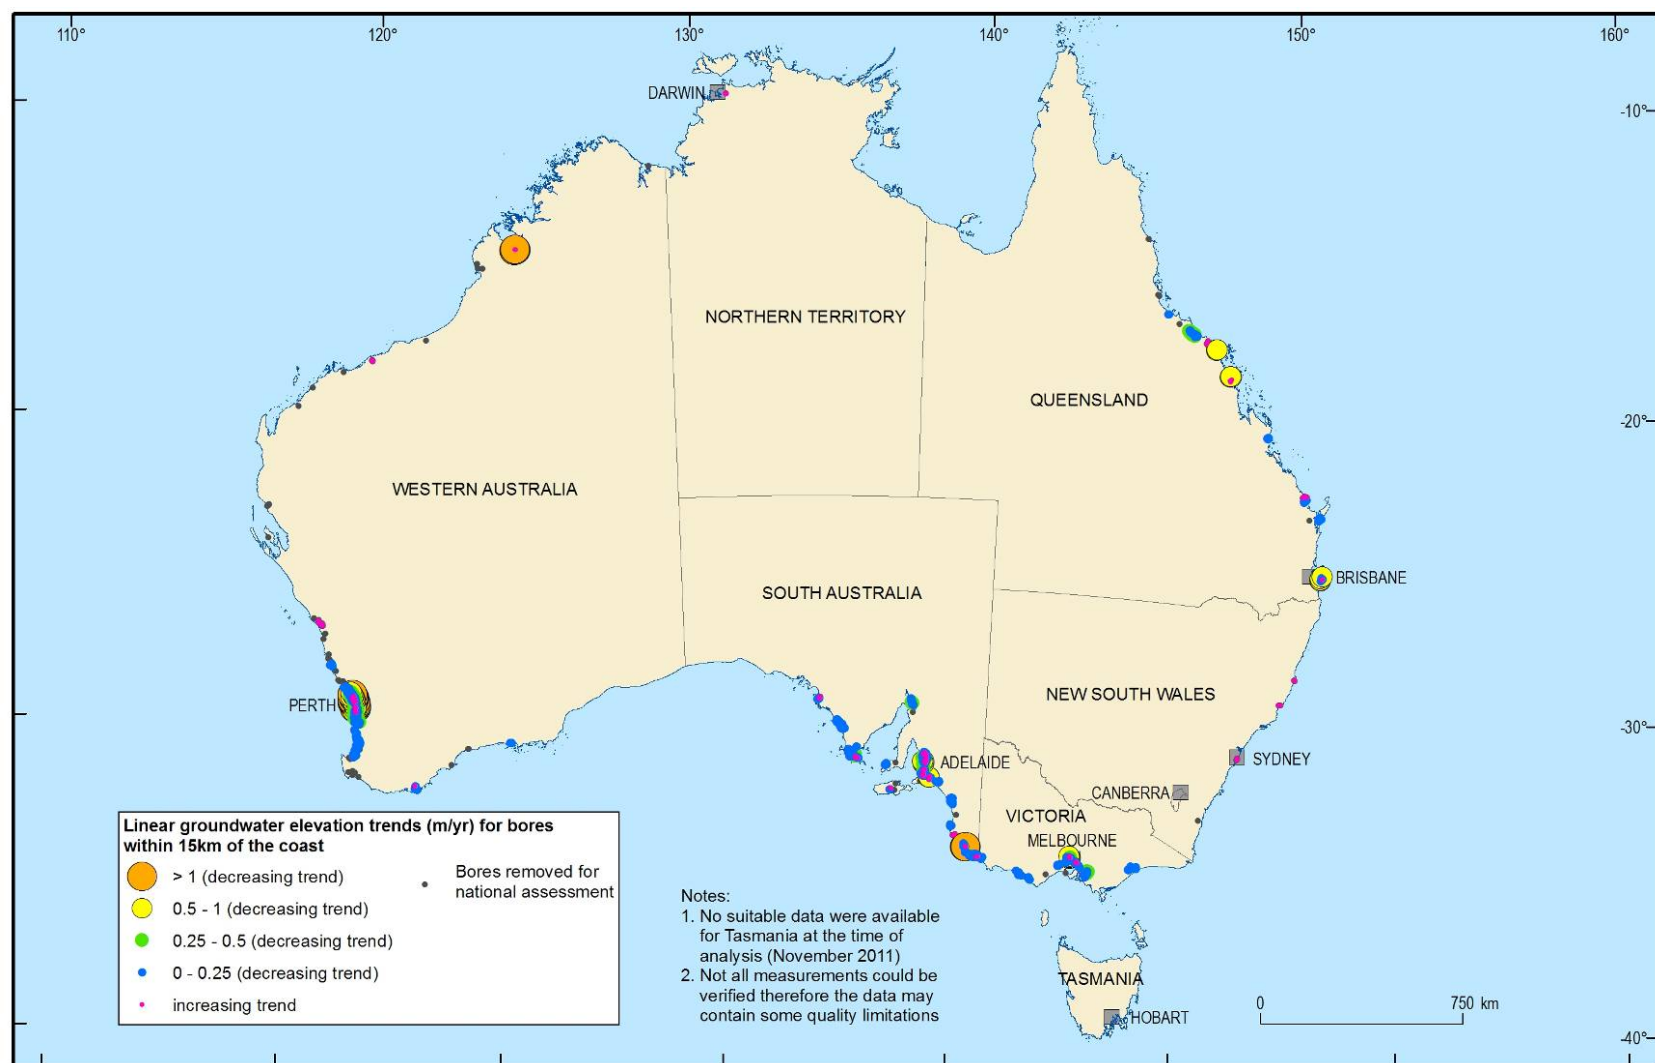 110°
120°
130°
140°
150°
160°
DARWIN
-10°
NORTHERN TERRITORY
QUEENSLAND
-20°
WESTERN AUSTRALIA
BRISBANE
SOUTH AUSTRALIA
NEW SOUTH WALES
PERTH
-30°
ADELAIDE
SYDNEY
CANBERRA
VICTORIA
MELBOURNE
Linear groundwater elevation trends (m/yr) for bores
within 15km of the coast
> 1 (decreasing trend)
0.5 - 1 (decreasing trend)
0.25 - 0.5 (decreasing trend)
0 - 0.25 (decreasing trend)
increasing trend
Bores removed for
national assessment
Notes:
1. No suitable data were available
for Tasmania at the time of
analysis (November 2011)
2. Not all measurements could be
verified therefore the data may
contain some quality limitations
TASMANIA
HOBART
0
750 km
-40°